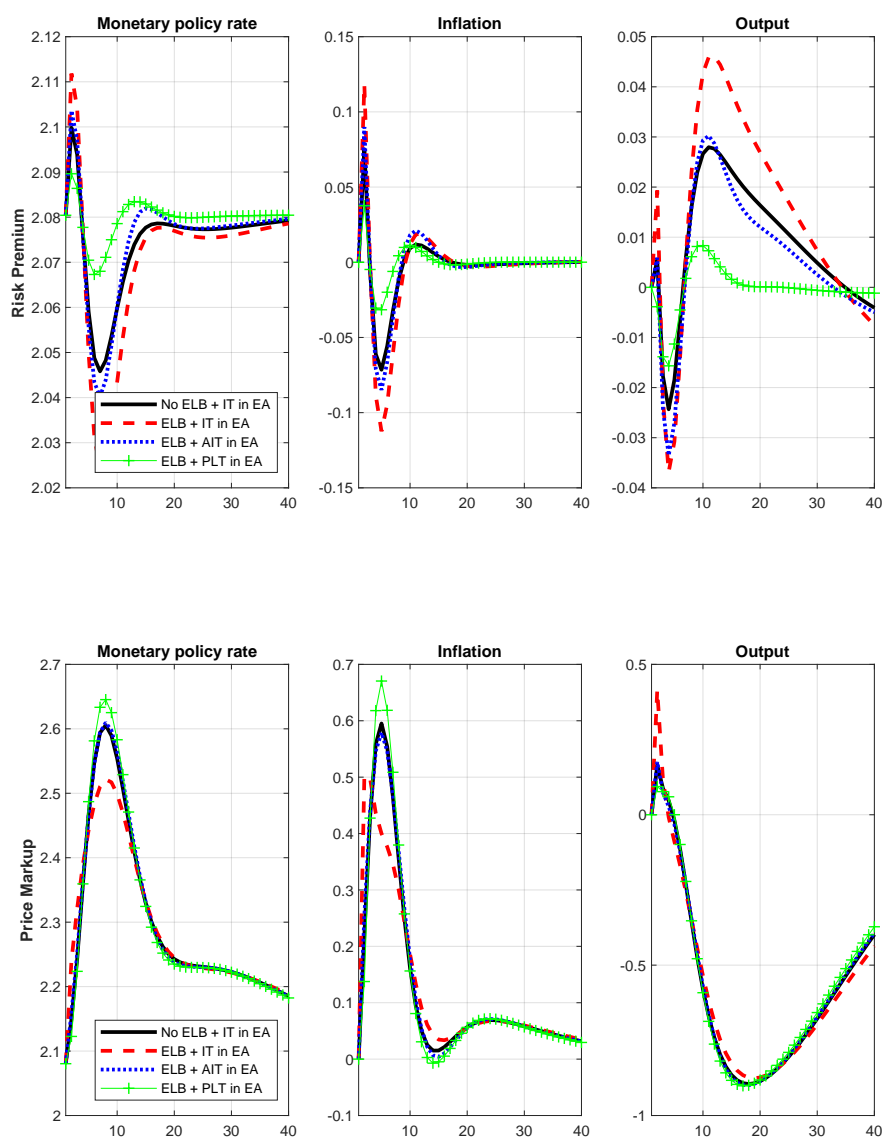 Monetary policy rate
Inflation
Output
Risk Premium
2.12
2.11
2.1
2.09
2.08
2.07
2.06
2.05
2.04
2.03
2.02
10 20 30 40
No ELB + IT in EA
ELB + IT in EA
ELB + AIT in EA
ELB + PLT in EA
0.15
0.1
0.05
0
-0.05
-0.1
-0.15
10 20 30 40
0.05
0.04
0.03
0.02
0.01
0
-0.01
-0.02
-0.03
-0.04
10 20 30 40
Monetary policy rate
Inflation
Output
Price Markup
2.7
2.6
2.5
2.4
2.3
2.2
2.1
2
10 20 30 40
No ELB + IT in EA
ELB + IT in EA
ELB + AIT in EA
ELB + PLT in EA
0.7
0.6
0.5
0.4
0.3
0.2
0.1
0
-0.1
10 20 30 40
0.5
0
-0.5
-1
10 20 30 40